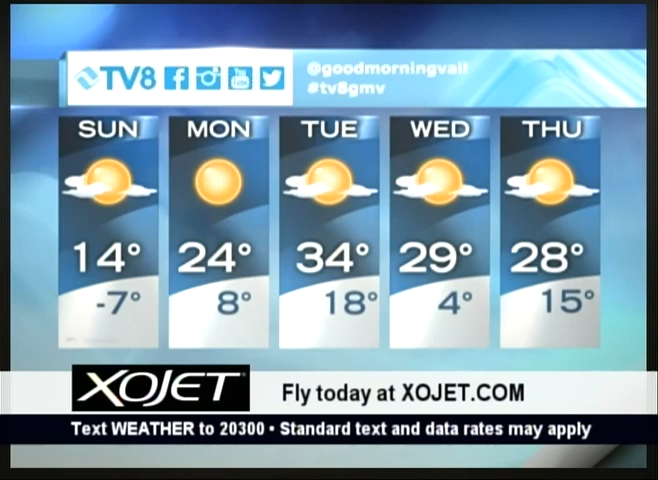 TV8
@goodmorningvail
#tv8gmv
SUN MON TUE WED THU
14° 24° 34° 29° 28°
-7° 8° 18° 4° 15°
XOJET Fly today at XOJET.COM
Text WEATHER to 20300 • Standard text and data rates may apply